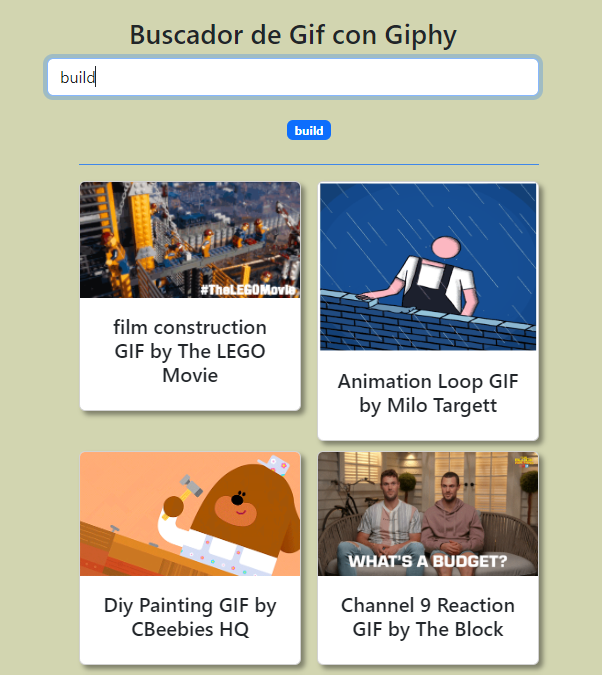 Buscador de Gif con Giphy
build
build
#TheLEGOMovie
film construction
GIF by The LEGO
Movie
Animation Loop GIF
by Milo Targett
WHAT'S A BUDGET?
Diy Painting GIF by
CBeebies HQ
Channel 9 Reaction
GIF by The Block